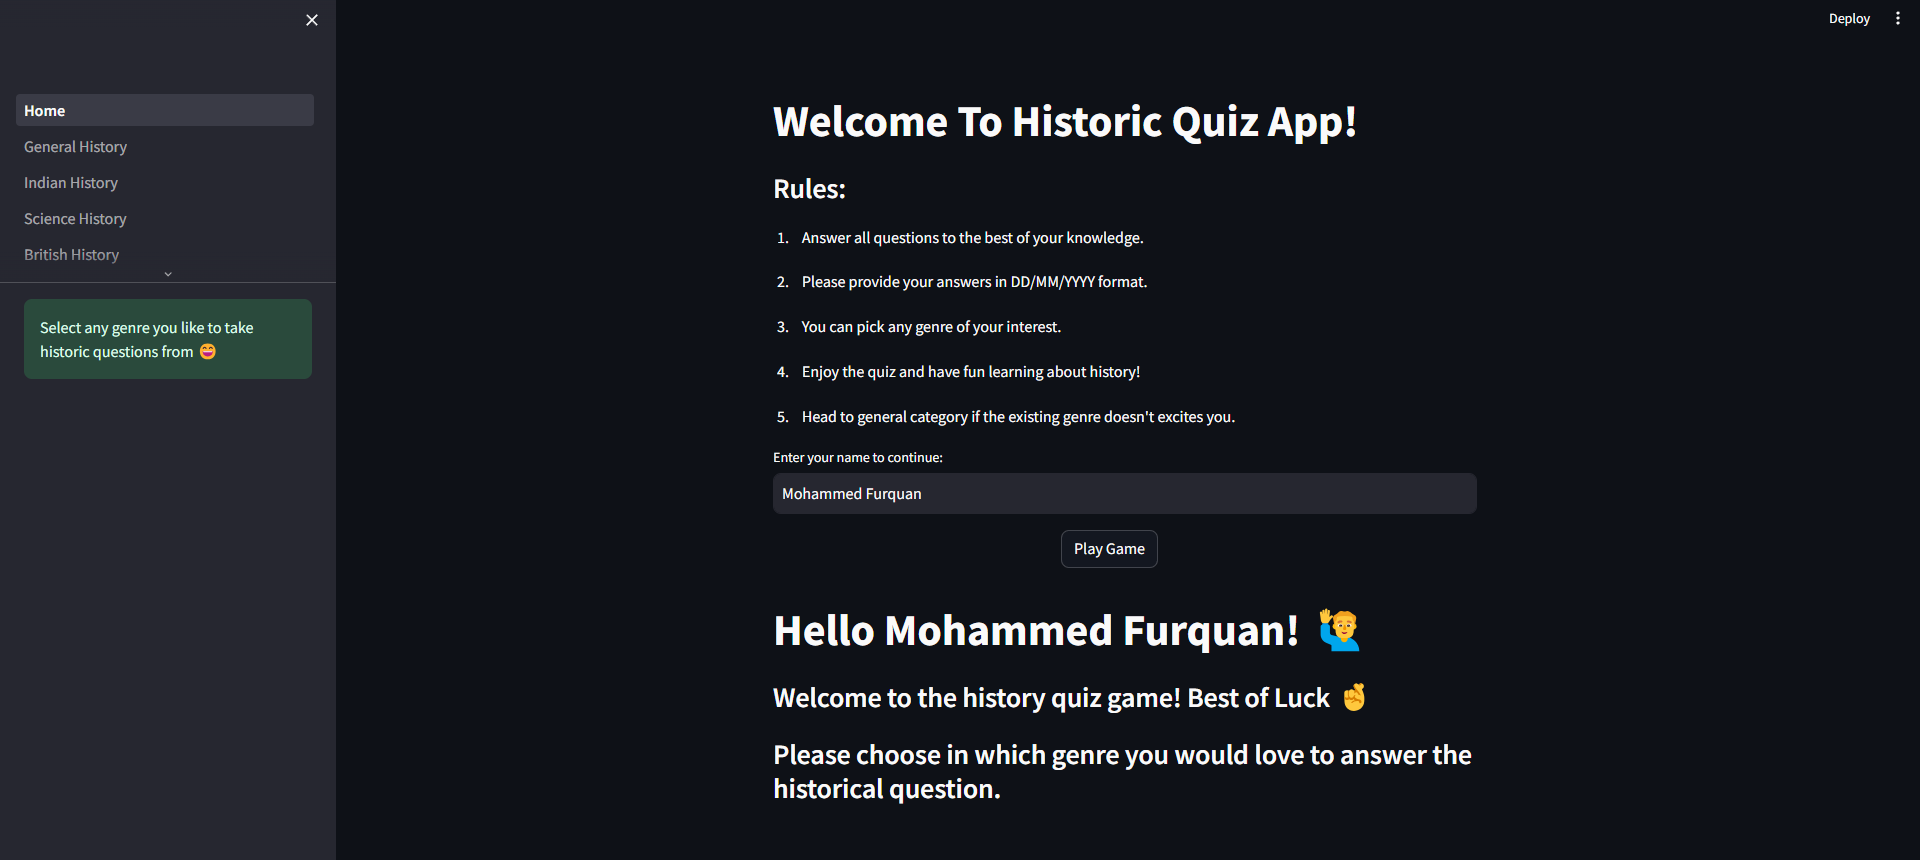 Deploy
Home
General History
Indian History
Science History
British History
Select any genre you like to take
historic questions from 😄
Welcome To Historic Quiz App!
Rules:
1. Answer all questions to the best of your knowledge.
2. Please provide your answers in DD/MM/YYYY format.
3. You can pick any genre of your interest.
4. Enjoy the quiz and have fun learning about history!
5. Head to general category if the existing genre doesn't excites you.
Enter your name to continue:
Mohammed Furquan
Play Game
Hello Mohammed Furquan! 🙋‍♂️
Welcome to the history quiz game! Best of Luck 🤞
Please choose in which genre you would love to answer the
historical question.